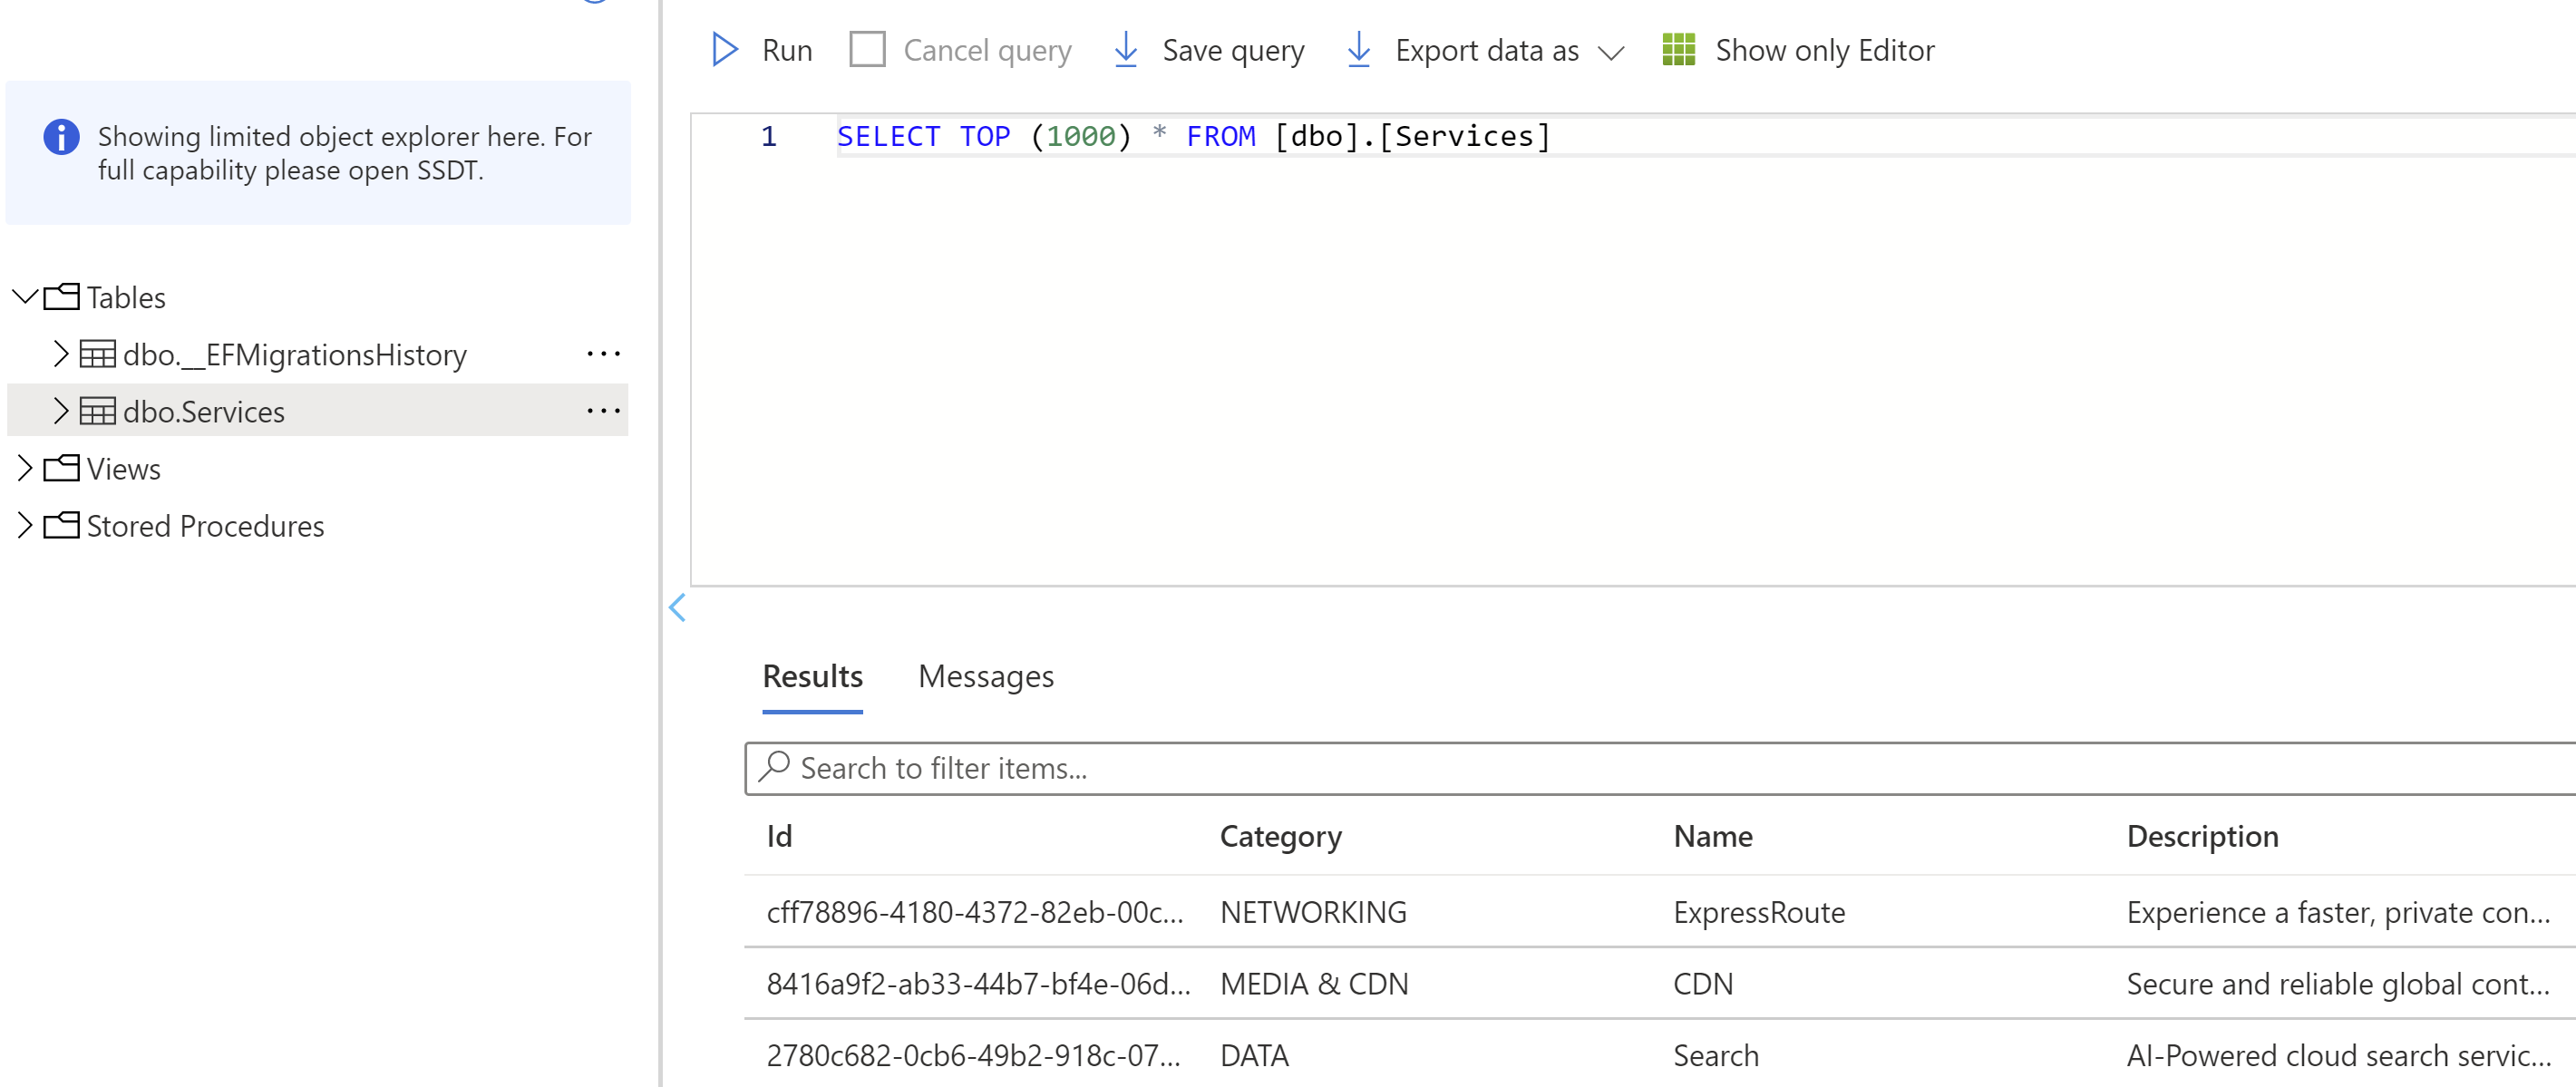 Showing limited object explorer here. For
full capability please open SSDT.
Tables
dbo.__EFMigrationsHistory
dbo.Services
Views
Stored Procedures
Run Cancel query Save query Export data as Show only Editor
1 SELECT TOP (1000) * FROM [dbo].[Services]
Results Messages
Search to filter items...
Id Category Name Description
cff78896-4180-4372-82eb-00c... NETWORKING ExpressRoute Experience a faster, private con...
8416a9f2-ab33-44b7-bf4e-06d... MEDIA & CDN CDN Secure and reliable global cont...
2780c682-0cb6-49b2-918c-07... DATA Search AI-Powered cloud search servic...